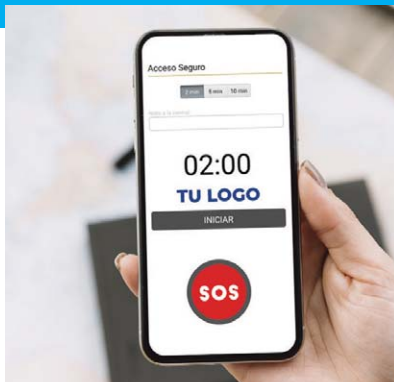 Acceso Seguro
2 min 5 min 10 min
02:00
TU LOGO
INICIAR
SOS